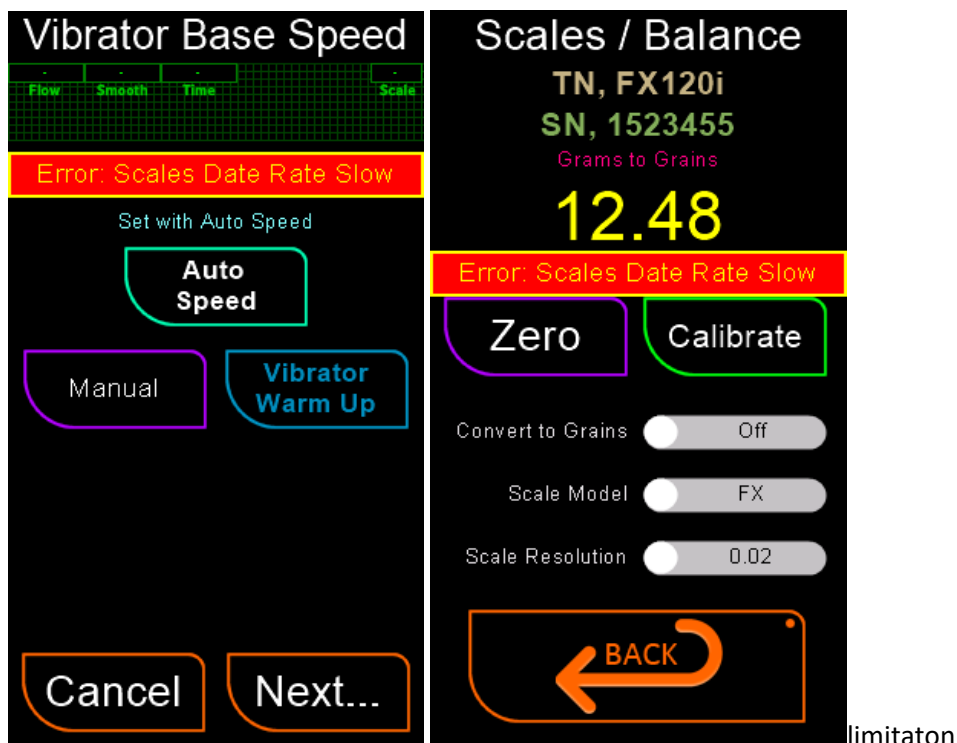 Vibrator Base Speed
- - - -
Flow Smooth Time Scale
Error: Scales Date Rate Slow
Set with Auto Speed
Auto
Speed
Manual
Vibrator
Warm Up
Cancel
Next...
Scales / Balance
TN, FX120i
SN, 1523455
Grams to Grains
12.48
Error: Scales Date Rate Slow
Zero
Calibrate
Convert to Grains Off
Scale Model FX
Scale Resolution 0.02
BACK
limitaton